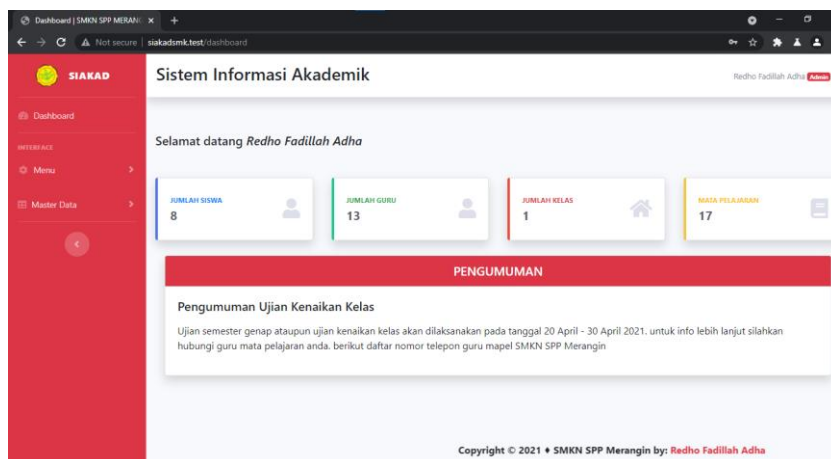 Dashboard | SMKN SPP MERANG
Not secure | siakadsmk.test/dashboard
SIAKAD
Sistem Informasi Akademik
Redho Fadillah Adha Admin
Dashboard
Selamat datang Redho Fadillah Adha
INTERFACE
Menu
Master Data
JUMLAH SISWA
8
JUMLAH GURU
13
JUMLAH KELAS
1
MATA PELAJARAN
17
PENGUMUMAN
Pengumuman Ujian Kenaikan Kelas
Ujian semester genap ataupun ujian kenaikan kelas akan dilaksanakan pada tanggal 20 April - 30 April 2021. untuk info lebih lanjut silahkan
hubungi guru mata pelajaran anda. berikut daftar nomor telepon guru mapel SMKN SPP Merangin
Copyright © 2021 ♦ SMKN SPP Merangin by: Redho Fadillah Adha